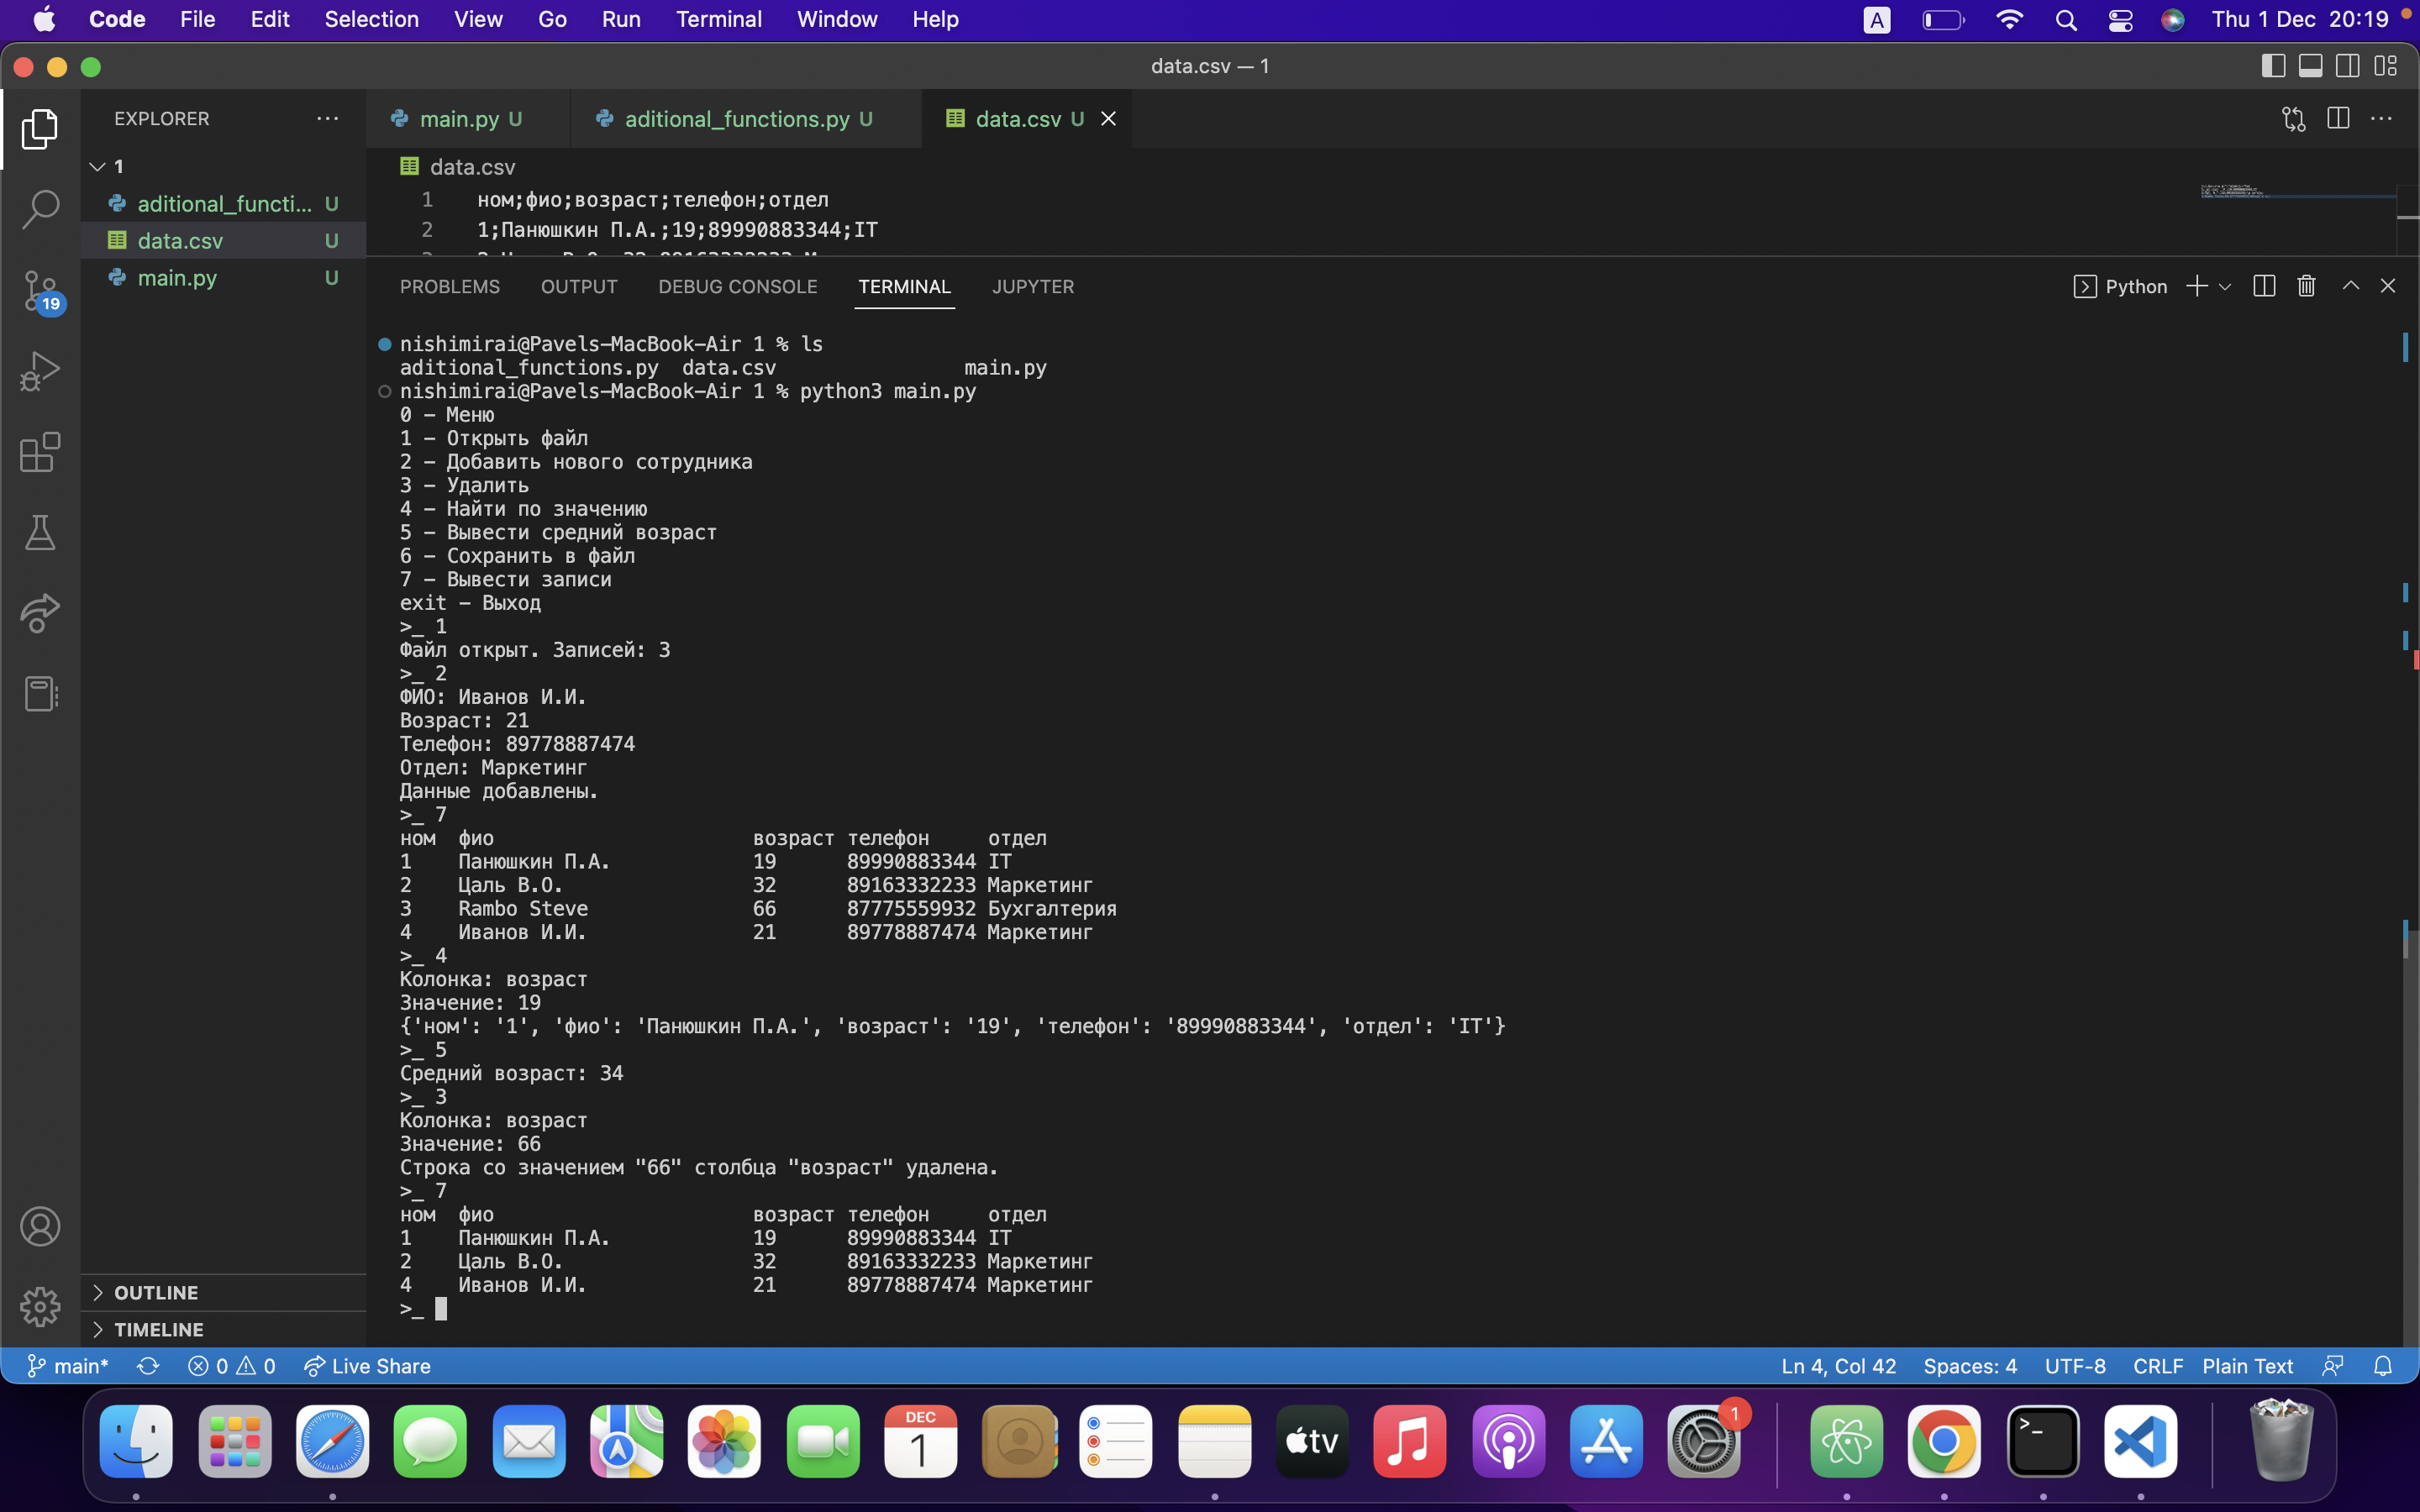 Code File Edit Selection View Go Run Terminal Window Help A Thu 1 Dec 20:19
data.csv — 1
EXPLORER
1
aditional_functi... U
data.csv U
main.py U
OUTLINE
TIMELINE
19
main.py U aditional_functions.py U data.csv U
data.csv
1 ном;фио;возраст;телефон;отдел
2 1;Панюшкин П.А.;19;89990883344;IT
PROBLEMS OUTPUT DEBUG CONSOLE TERMINAL JUPYTER Python
nishimirai@Pavels-MacBook-Air 1 % ls
aditional_functions.py data.csv main.py
nishimirai@Pavels-MacBook-Air 1 % python3 main.py
0 - Меню
1 - Открыть файл
2 - Добавить нового сотрудника
3 - Удалить
4 - Найти по значению
5 - Вывести средний возраст
6 - Сохранить в файл
7 - Вывести записи
exit - Выход
>_ 1
Файл открыт. Записей: 3
>_ 2
ФИО: Иванов И.И.
Возраст: 21
Телефон: 89778887474
Отдел: Маркетинг
Данные добавлены.
>_ 7
ном фио возраст телефон отдел
1 Панюшкин П.А. 19 89990883344 IT
2 Цаль В.О. 32 89163332233 Маркетинг
3 Rambo Steve 66 87775559932 Бухгалтерия
4 Иванов И.И. 21 89778887474 Маркетинг
>_ 4
Колонка: возраст
Значение: 19
{'ном': '1', 'фио': 'Панюшкин П.А.', 'возраст': '19', 'телефон': '89990883344', 'отдел': 'IT'}
>_ 5
Средний возраст: 34
>_ 3
Колонка: возраст
Значение: 66
Строка со значением "66" столбца "возраст" удалена.
>_ 7
ном фио возраст телефон отдел
1 Панюшкин П.А. 19 89990883344 IT
2 Цаль В.О. 32 89163332233 Маркетинг
4 Иванов И.И. 21 89778887474 Маркетинг
>_
main* 0 0 Live Share Ln 4, Col 42 Spaces: 4 UTF-8 CRLF Plain Text
DEC
1
tv
1
>_